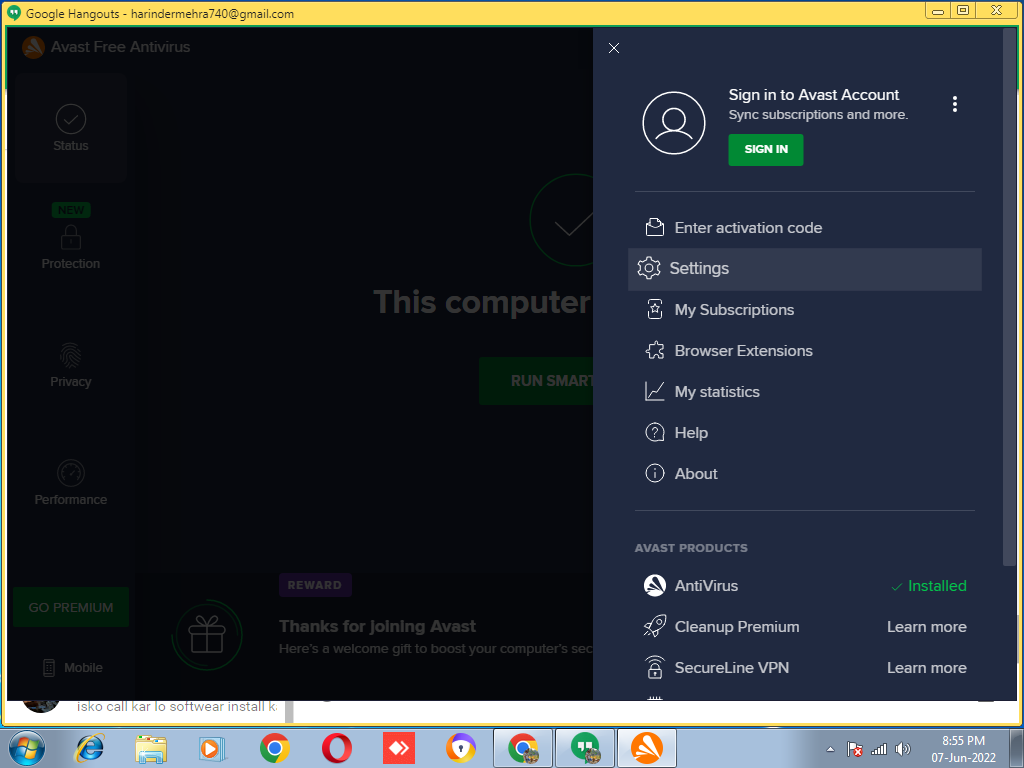 Google Hangouts - harindermehra740@gmail.com
Avast Free Antivirus
Status
NEW
Protection
Privacy
Performance
GO PREMIUM
Mobile
This computer
RUN SMART
REWARD
Thanks for joining Avast
Here's a welcome gift to boost your computer's sec
Sign in to Avast Account
Sync subscriptions and more.
SIGN IN
Enter activation code
Settings
My Subscriptions
Browser Extensions
My statistics
Help
About
AVAST PRODUCTS
AntiVirus Installed
Cleanup Premium Learn more
SecureLine VPN Learn more
isko call kar lo softwear install k
8:55 PM
07-Jun-2022